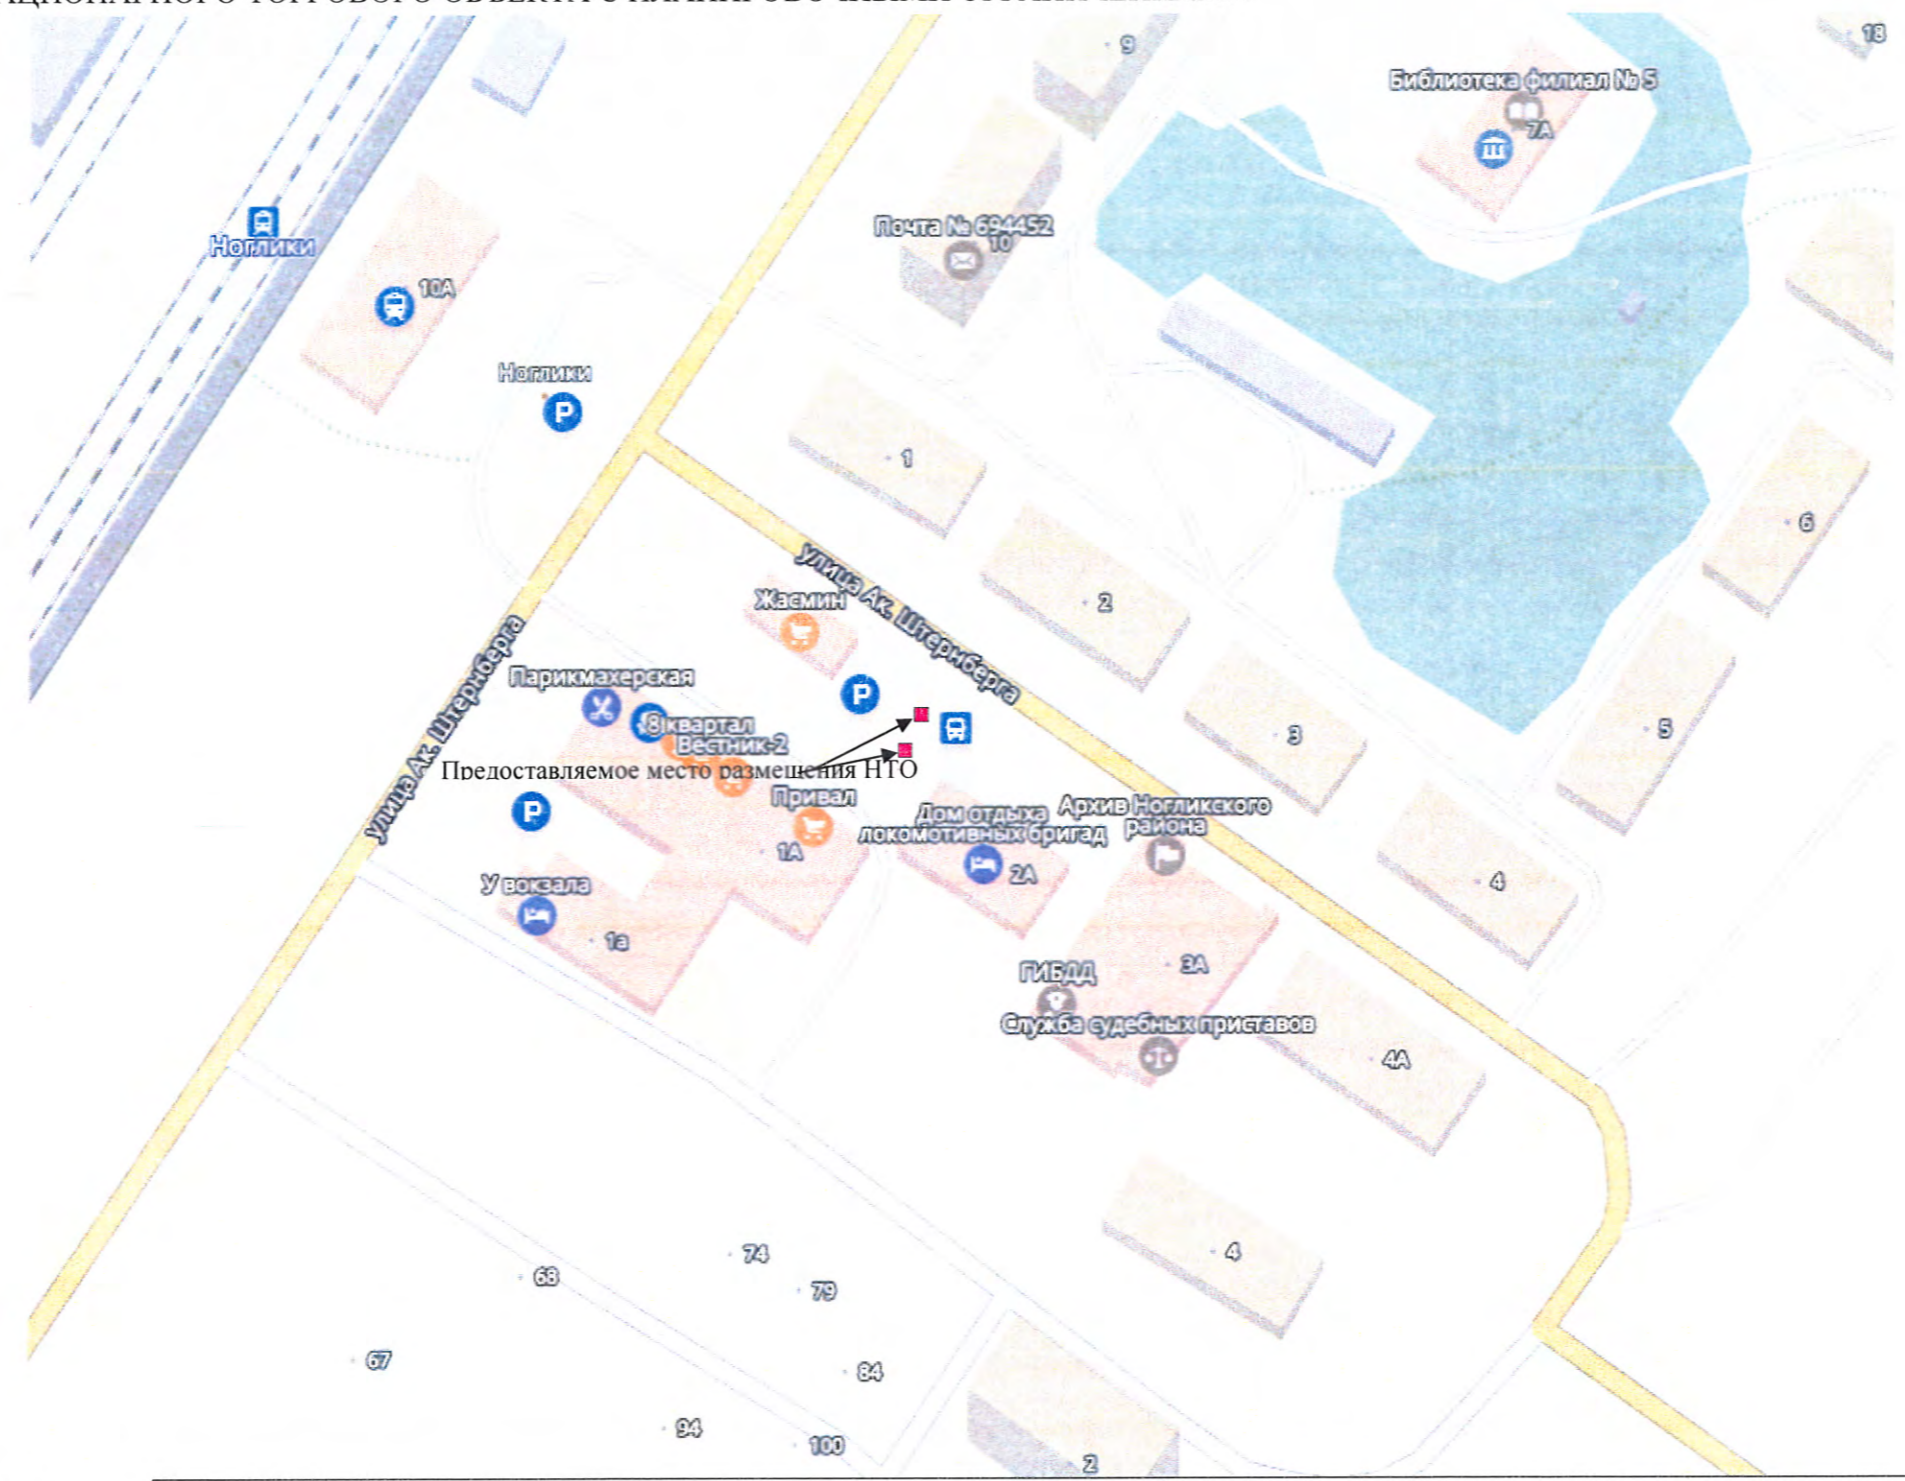 9
18
Библиотека филиал № 5
7А
Почта № 694452
10
Ноглики
10А
Ноглики
P
1
6
улица Ак. Штернберга
Жасмин
2
улица Ак. Штернберга
Парикмахерская
P
8 квартал
Вестник-2
3
5
Предоставляемое место размещения НТО
Привал
P
Дом отдыха
локомотивных бригад
Архив Ногликского
района
1А
2А
4
У вокзала
1а
3А
ГИБДД
Служба судебных приставов
4А
4
74
68
79
67
84
94
100
2